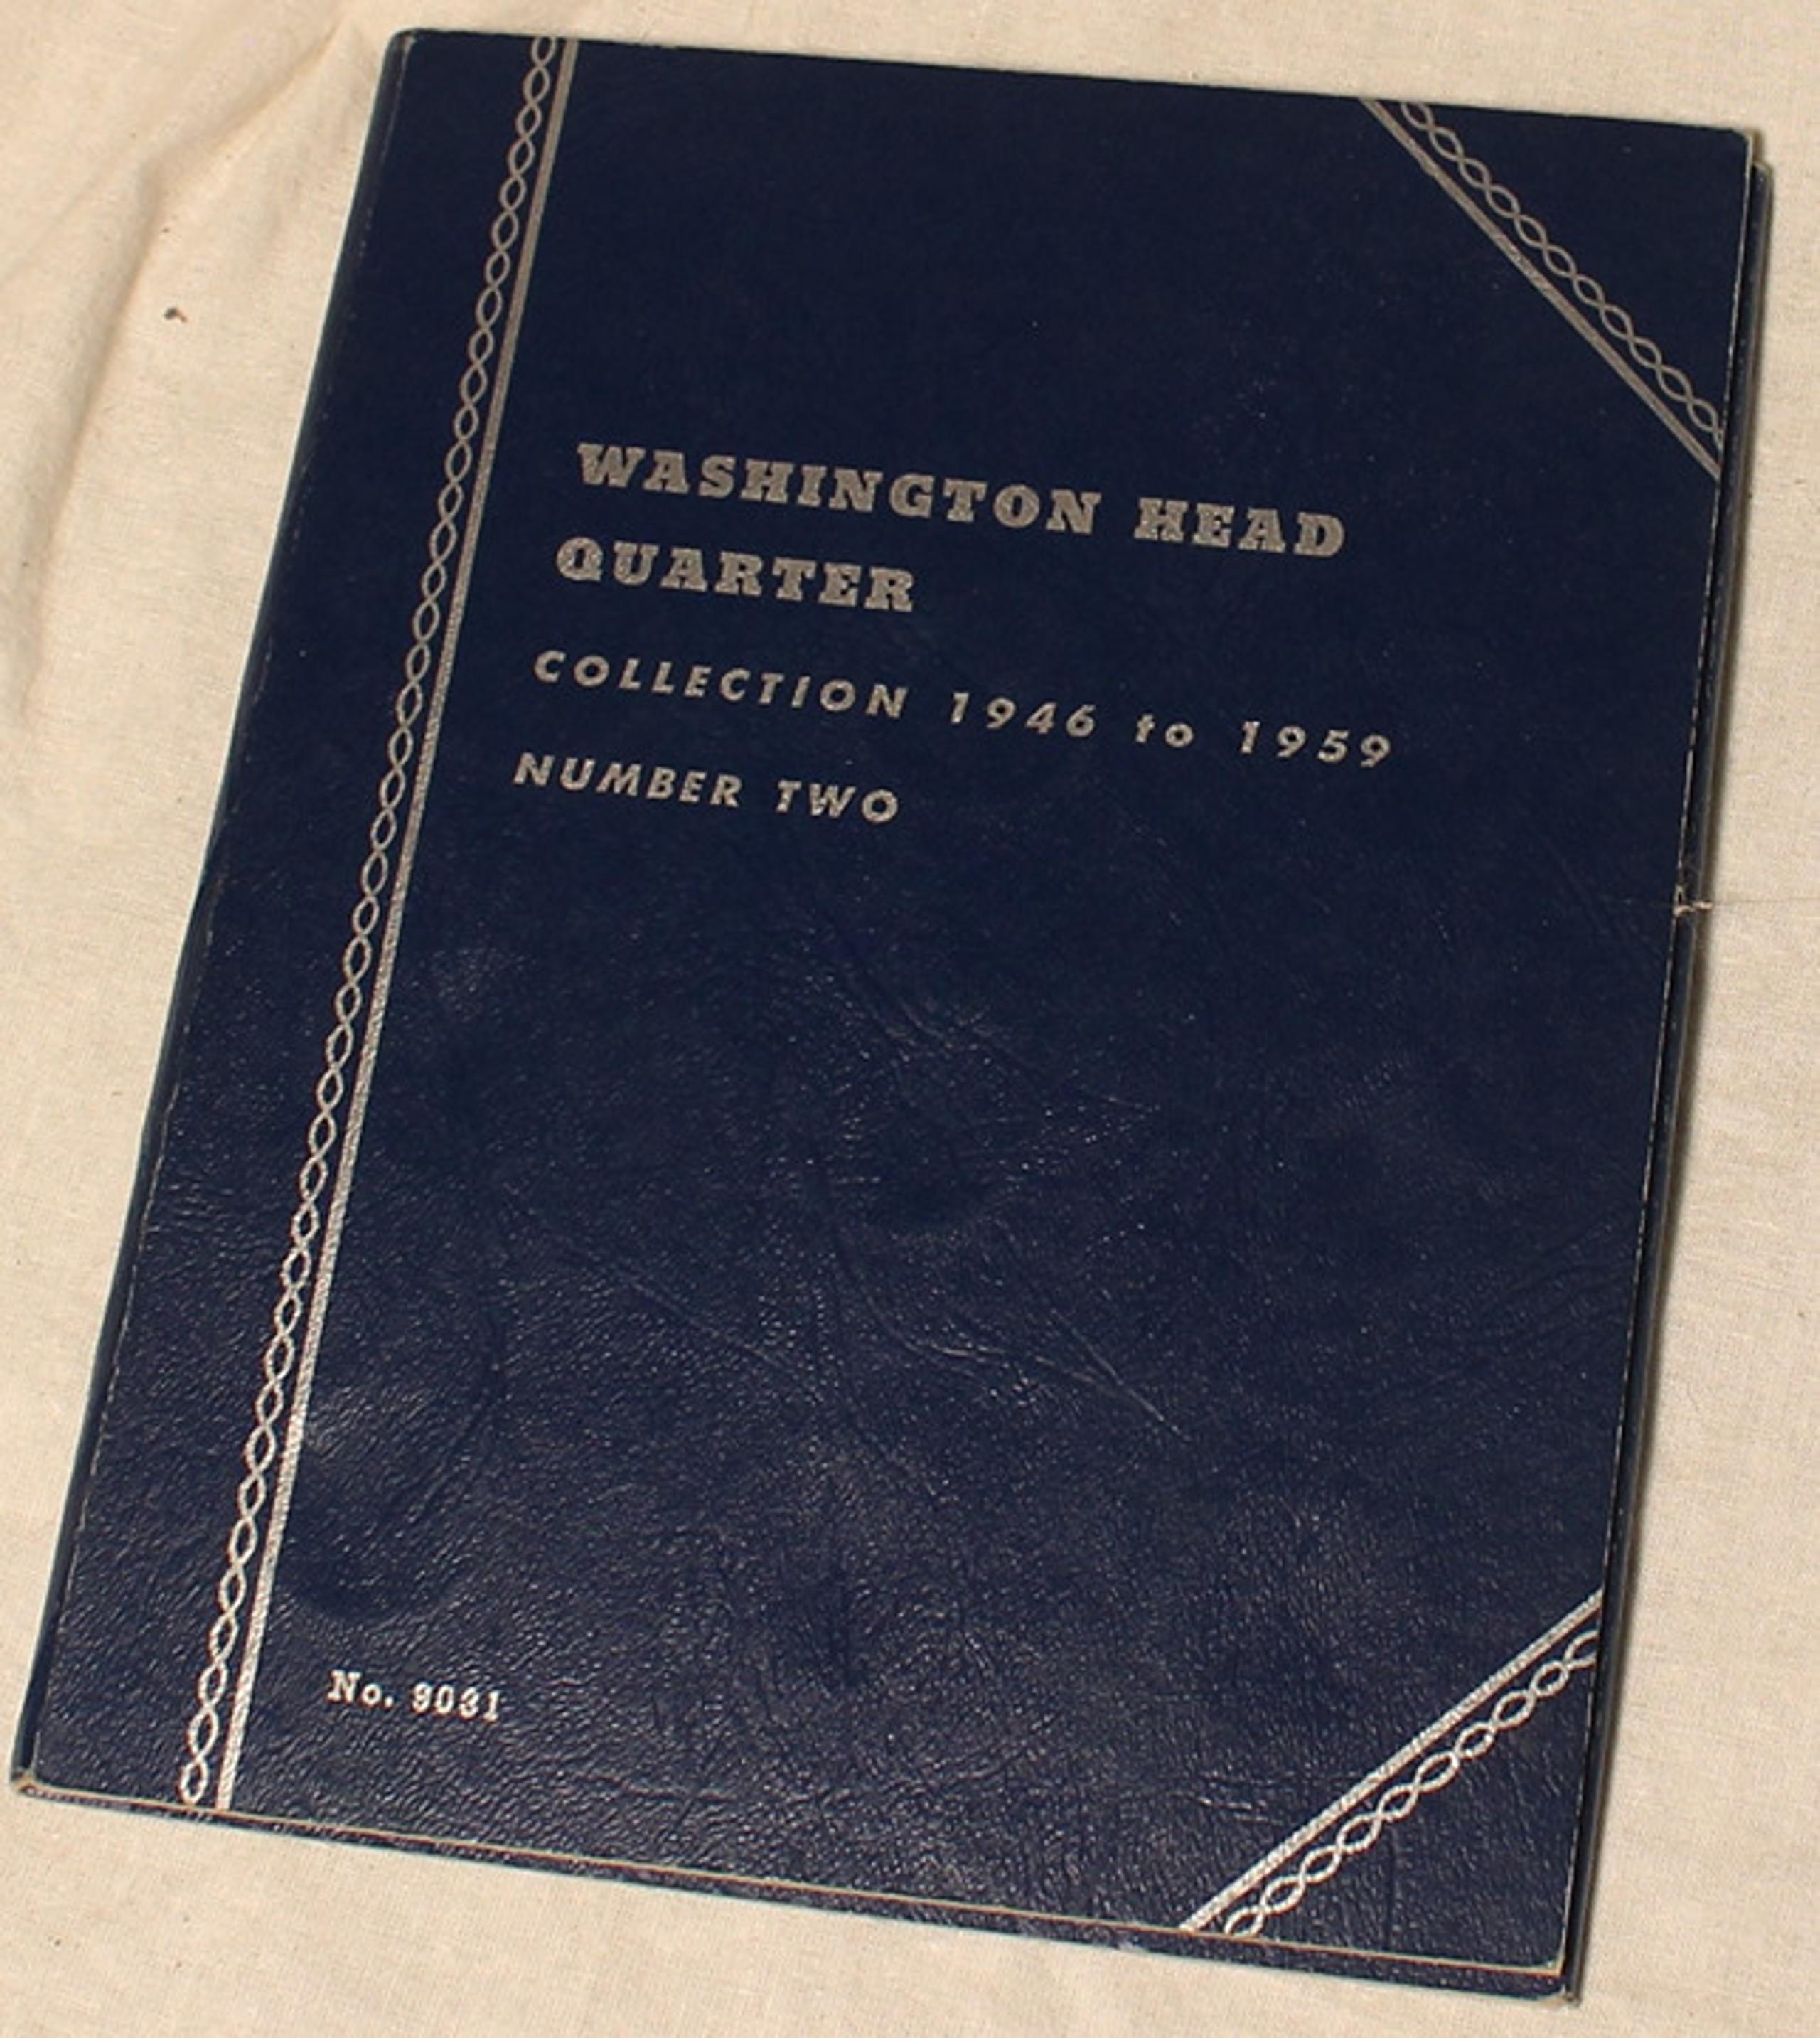 WASHINGTON HEAD
QUARTER
COLLECTION 1946 to 1959
NUMBER TWO
No. 9031